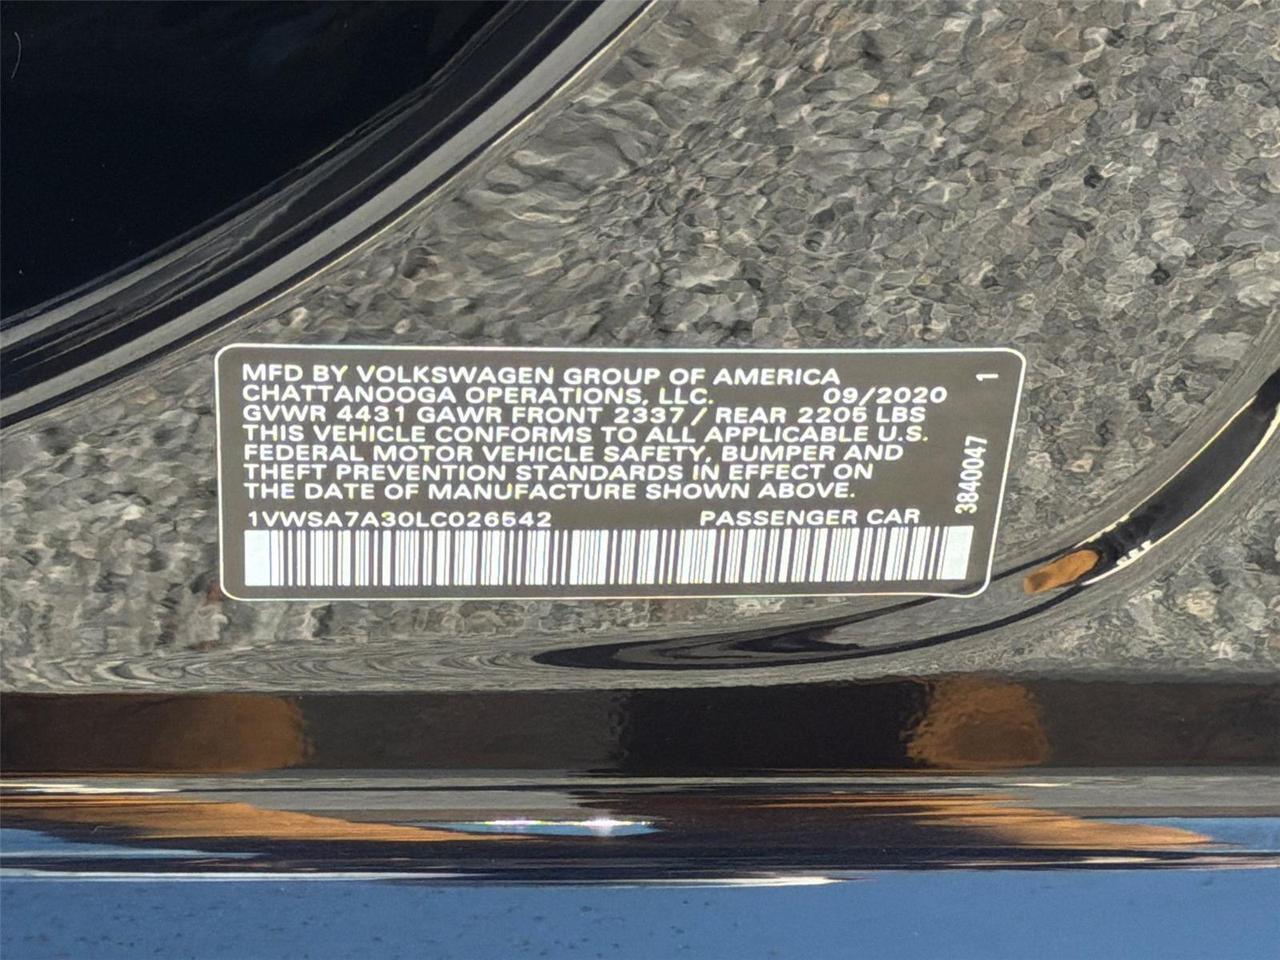 MFD BY VOLKSWAGEN GROUP OF AMERICA 1
CHATTANOOGA OPERATIONS, LLC. 09/2020
GVWR 4431 GAWR FRONT 2337 / REAR 2205 LBS
THIS VEHICLE CONFORMS TO ALL APPLICABLE U.S.
FEDERAL MOTOR VEHICLE SAFETY, BUMPER AND
THEFT PREVENTION STANDARDS IN EFFECT ON
THE DATE OF MANUFACTURE SHOWN ABOVE.
3840047
1VWSA7A30LC026542 PASSENGER CAR